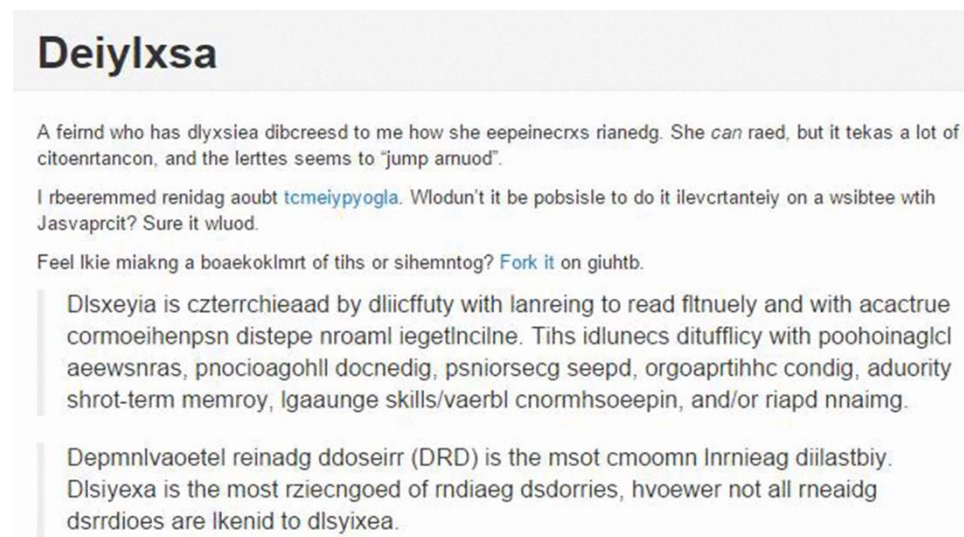 Deiylxsa
A feirnd who has dlyxsiea dibcreesd to me how she eepeinecrxs rianedg. She can raed, but it tekas a lot of
citoenrtancon, and the lerttes seems to "jump arnuod".
I rbeeremmed renidag aoubt tcmeiypyogla. Wlodun't it be pobsisle to do it ilevcrtanteiy on a wsibtee wtih
Jasvaprcit? Sure it wluod.
Feel lkie miakng a boaekoklmrt of tihs or sihemntog? Fork it on giuhtb.
Dlsxeyia is czterrchieaad by dliicffuty with lanreing to read fltnuely and with acactrue
cormoeihenpsn distepe nroaml iegetlncilne. Tihs idlunecs ditufflicy with poohoinaglcl
aeewsnras, pnocioagohll docnedig, psniorsecg seepd, orgoaprtihhc condig, aduority
shrot-term memroy, lgaaunge skills/vaerbl cnormhsoeepin, and/or riapd nnaimg.
Depmnlvaoetel reinadg ddoseirr (DRD) is the msot cmoomn lnrnieag diilastbiy.
Dlsiyexa is the most rziecngoed of rndiaeg dsdorries, hvoewer not all rneaidg
dsrrdioes are lkenid to dlsyixea.